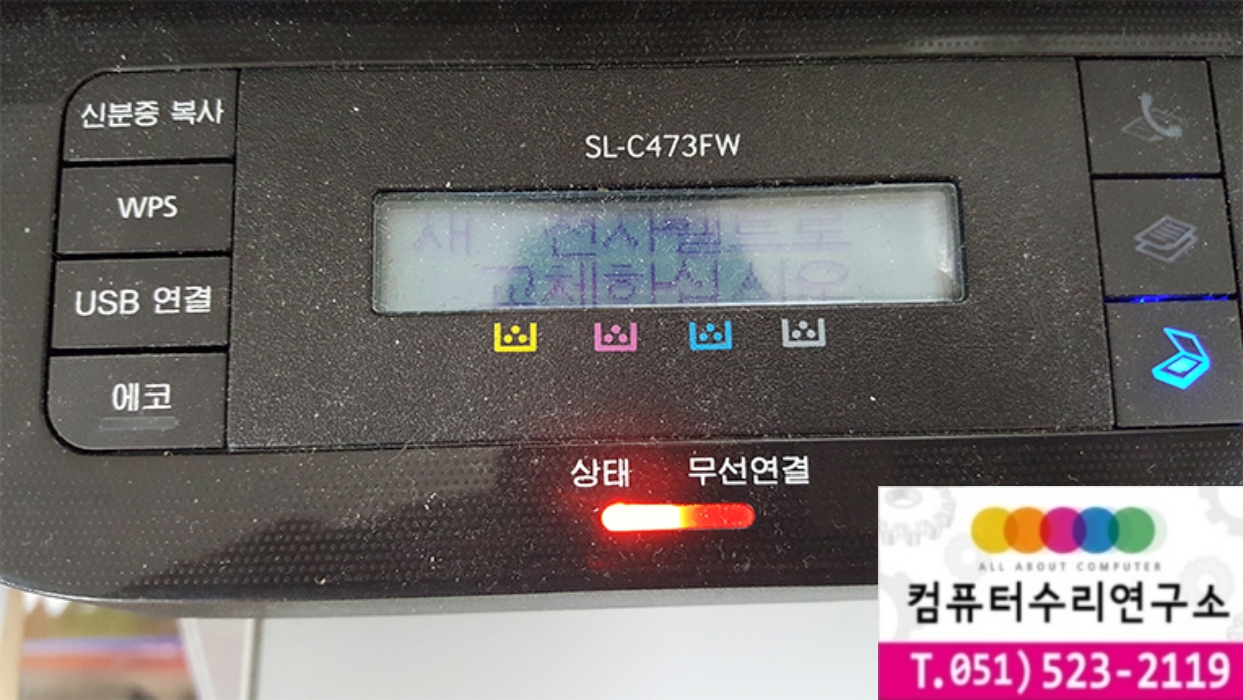 신분증 복사
WPS
USB 연결
에코
SL-C473FW
새 전사벨트로
교체하십시오
상태 무선연결
ALL ABOUT COMPUTER
컴퓨터수리연구소
T.051)523-2119